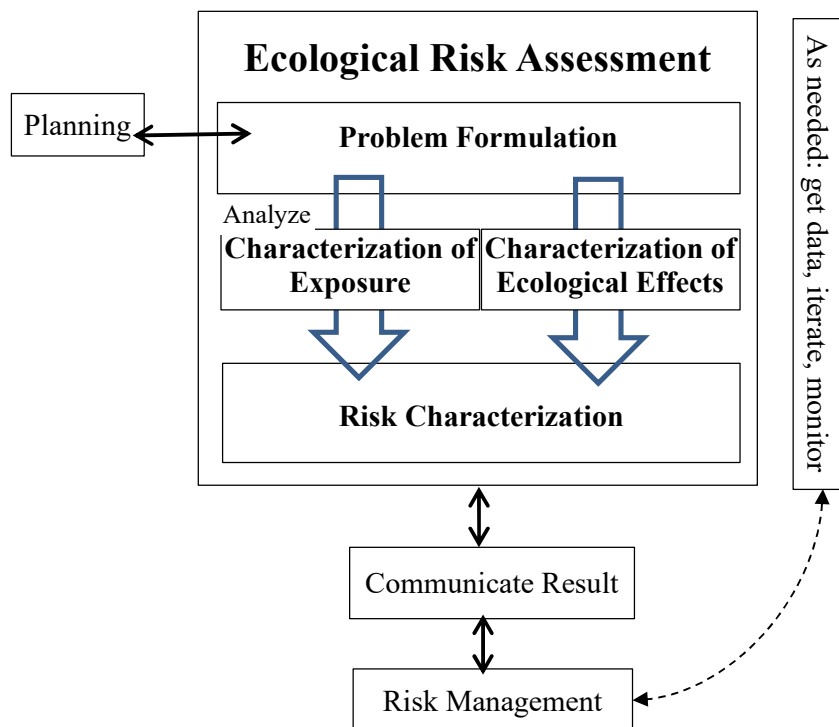 Ecological Risk Assessment
Planning
Problem Formulation
Analyze
Characterization of
Exposure
Characterization of
Ecological Effects
Risk Characterization
Communicate Result
Risk Management
As needed: get data, iterate, monitor